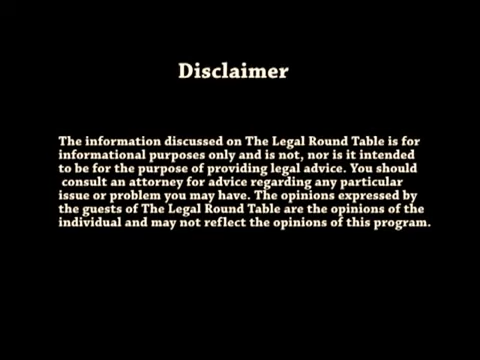 Disclaimer
The information discussed on The Legal Round Table is for
informational purposes only and is not, nor is it intended
to be for the purpose of providing legal advice. You should
consult an attorney for advice regarding any particular
issue or problem you may have. The opinions expressed by
the guests of The Legal Round Table are the opinions of the
individual and may not reflect the opinions of this program.